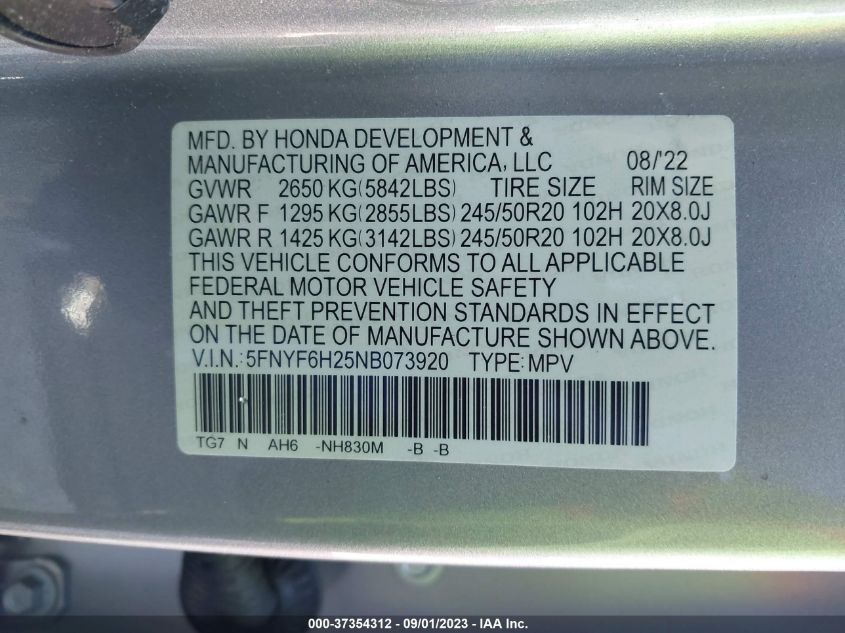 MFD. BY HONDA DEVELOPMENT &
MANUFACTURING OF AMERICA, LLC 08/'22
GVWR 2650 KG(5842LBS) TIRE SIZE RIM SIZE
GAWR F 1295 KG(2855LBS) 245/50R20 102H 20X8.0J
GAWR R 1425 KG(3142LBS) 245/50R20 102H 20X8.0J
THIS VEHICLE CONFORMS TO ALL APPLICABLE
FEDERAL MOTOR VEHICLE SAFETY
AND THEFT PREVENTION STANDARDS IN EFFECT
ON THE DATE OF MANUFACTURE SHOWN ABOVE.
V.I.N.: 5FNYF6H25NB073920 TYPE: MPV
TG7 N AH6 -NH830M -B -B
000-37354312 - 09/01/2023 - IAA Inc.